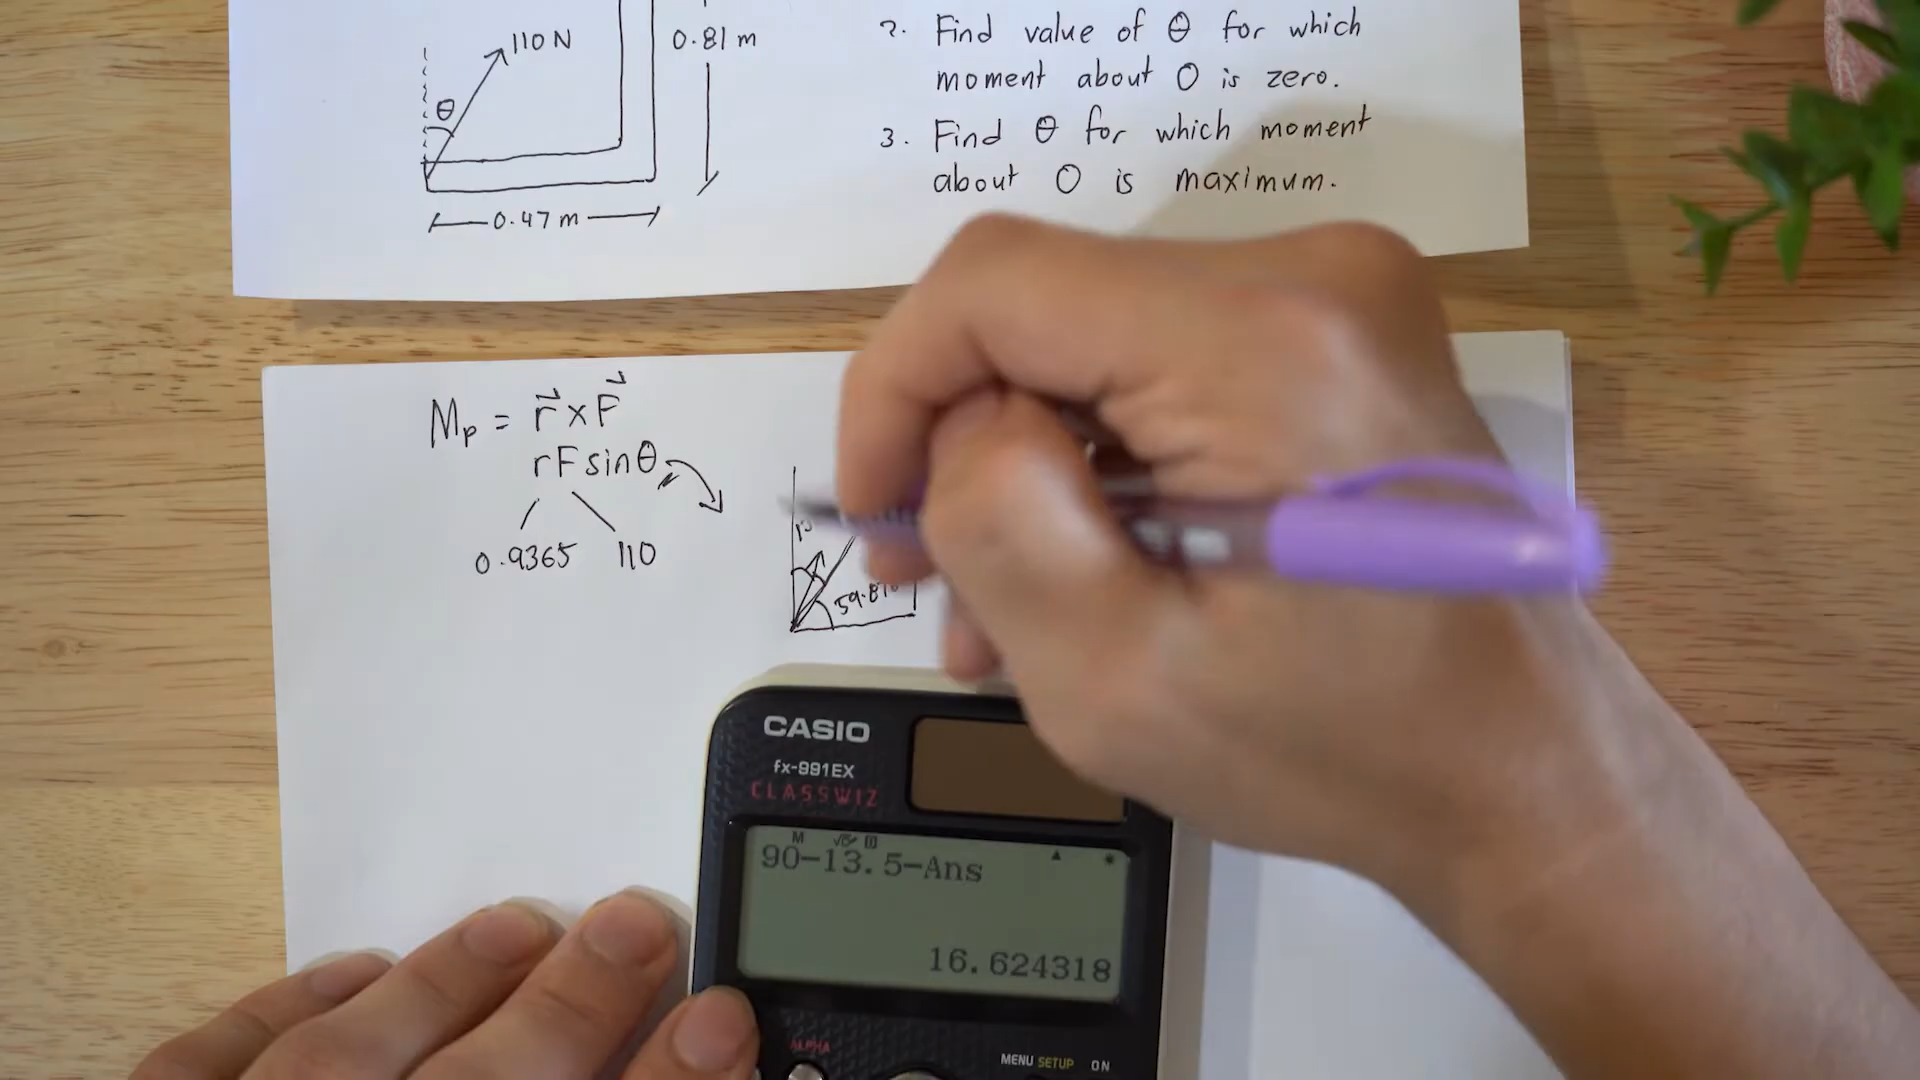 110 N
0.81 m
θ
0.47 m
2. Find value of θ for which
moment about O is zero.
3. Find θ for which moment
about O is maximum.
Mp = r⃗ x F⃗
rF sinθ
0.9365 110
CASIO
fx-991EX
CLASSWIZ
M
90−13.5−Ans
16.624318
ALPHA
MENU SETUP ON